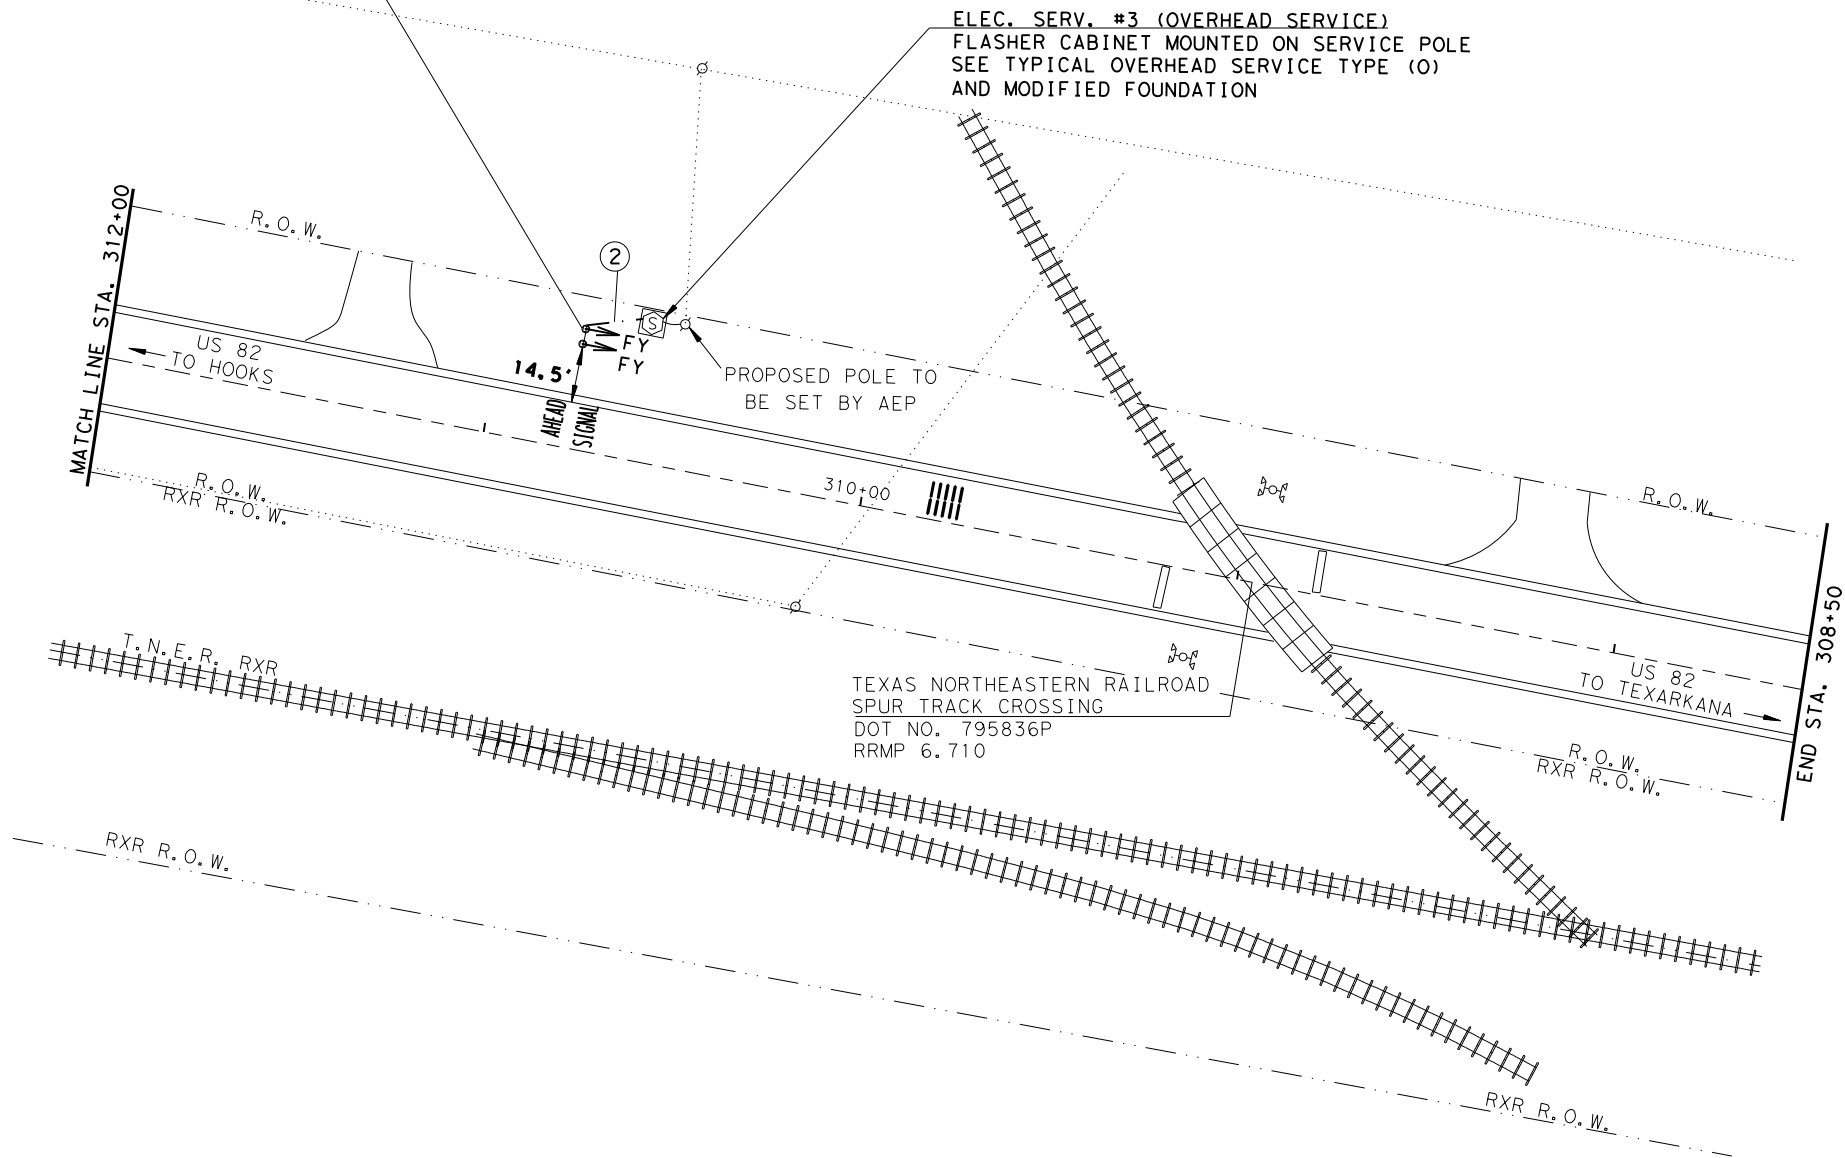 ELEC. SERV. #3 (OVERHEAD SERVICE)
FLASHER CABINET MOUNTED ON SERVICE POLE
SEE TYPICAL OVERHEAD SERVICE TYPE (O)
AND MODIFIED FOUNDATION
MATCH LINE STA. 312+00
R.O.W.
2
S
FY
FY
14.5'
US 82
TO HOOKS
AHEAD
SIGNAL
PROPOSED POLE TO
BE SET BY AEP
310+00
R.O.W.
RXR R.O.W.
R.O.W.
T.N.E.R. RXR
TEXAS NORTHEASTERN RAILROAD
SPUR TRACK CROSSING
DOT NO. 795836P
RRMP 6.710
US 82
TO TEXARKANA
END STA. 308+50
R.O.W.
RXR R.O.W.
RXR R.O.W.
RXR R.O.W.